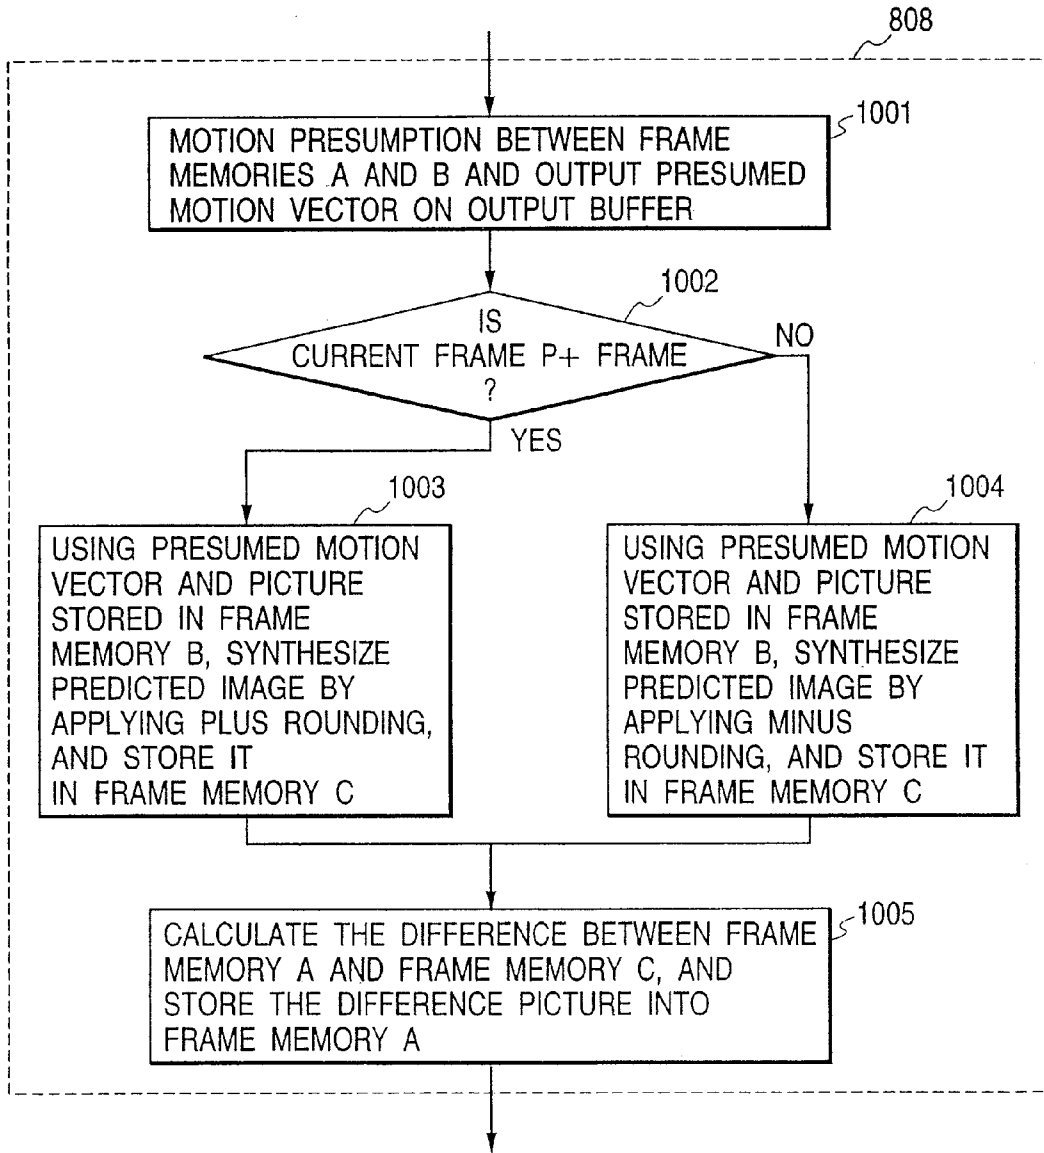 808
1001
MOTION PRESUMPTION BETWEEN FRAME
MEMORIES A AND B AND OUTPUT PRESUMED
MOTION VECTOR ON OUTPUT BUFFER
1002
IS
CURRENT FRAME P+ FRAME
?
NO
YES
1003
USING PRESUMED MOTION
VECTOR AND PICTURE
STORED IN FRAME
MEMORY B, SYNTHESIZE
PREDICTED IMAGE BY
APPLYING PLUS ROUNDING,
AND STORE IT
IN FRAME MEMORY C
1004
USING PRESUMED MOTION
VECTOR AND PICTURE
STORED IN FRAME
MEMORY B, SYNTHESIZE
PREDICTED IMAGE BY
APPLYING MINUS
ROUNDING, AND STORE IT
IN FRAME MEMORY C
1005
CALCULATE THE DIFFERENCE BETWEEN FRAME
MEMORY A AND FRAME MEMORY C, AND
STORE THE DIFFERENCE PICTURE INTO
FRAME MEMORY A